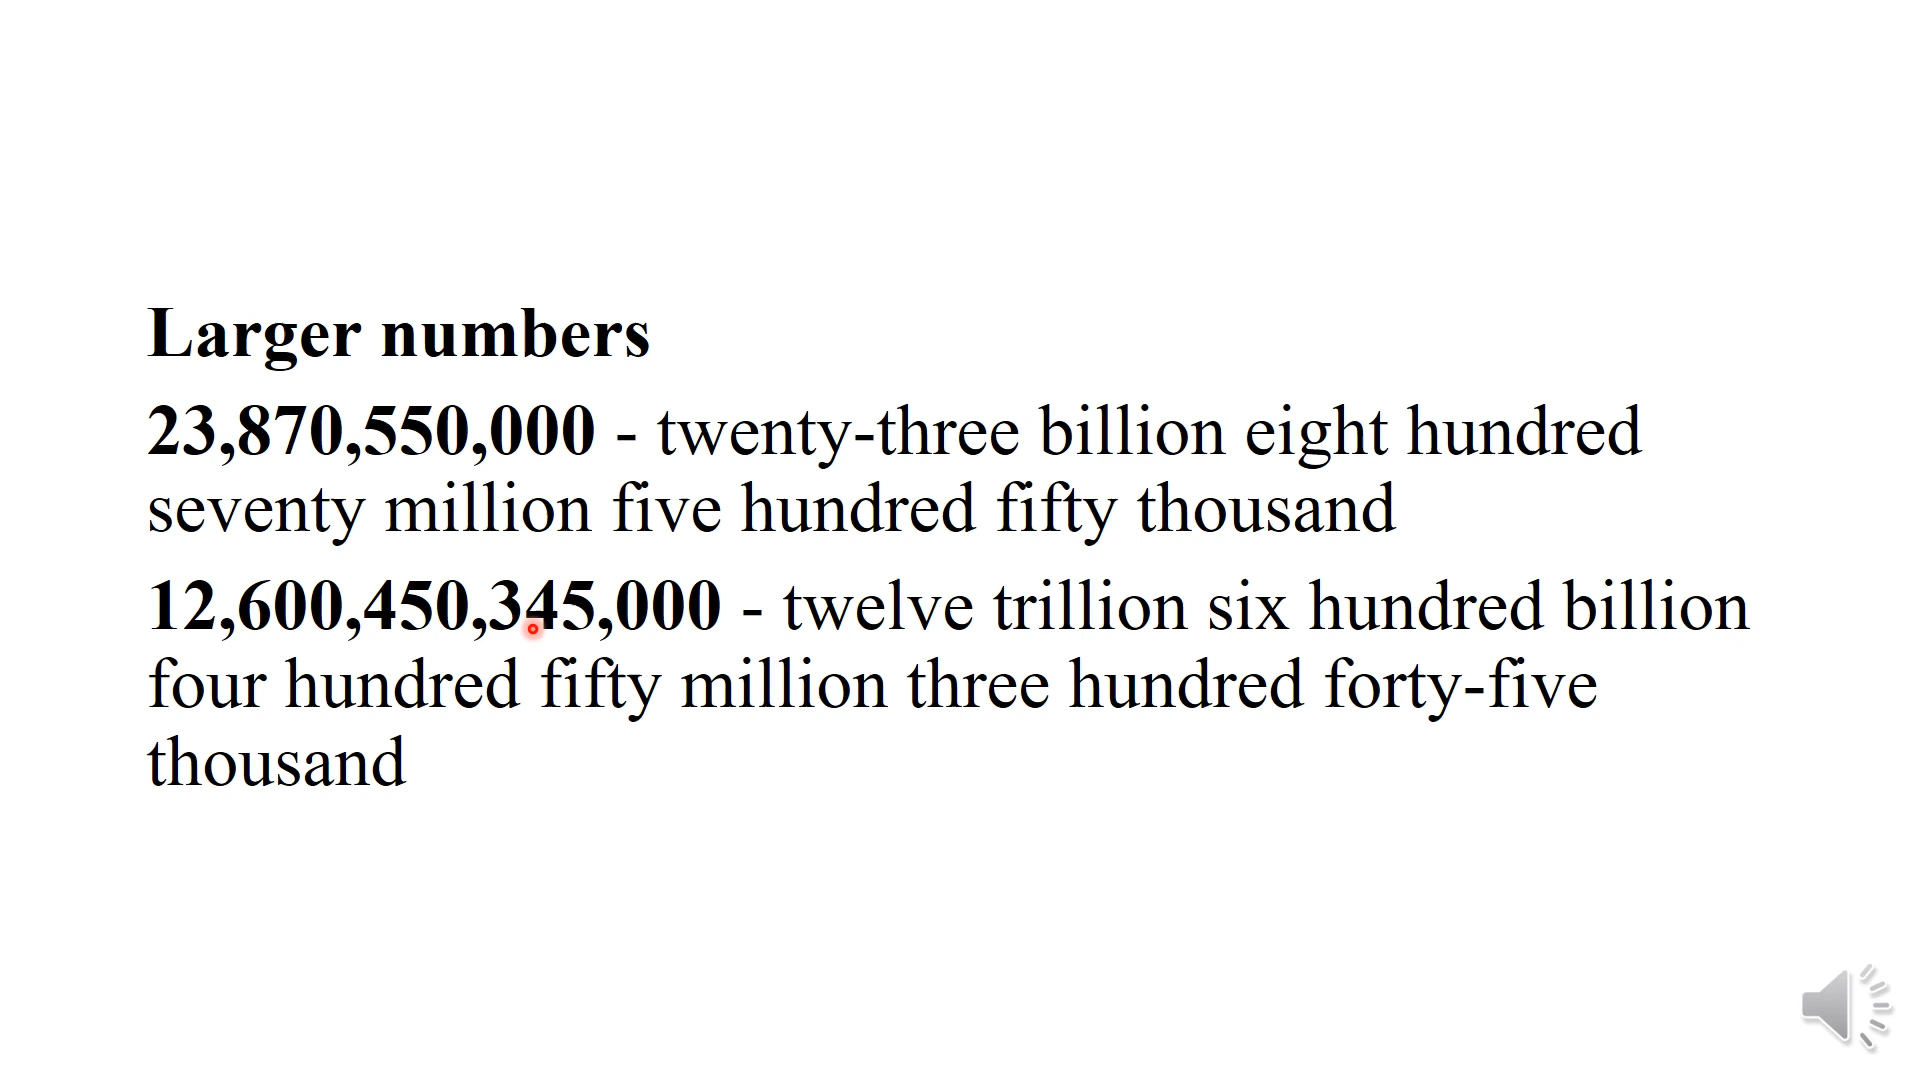 Larger numbers
23,870,550,000 - twenty-three billion eight hundred
seventy million five hundred fifty thousand
12,600,450,345,000 - twelve trillion six hundred billion
four hundred fifty million three hundred forty-five
thousand